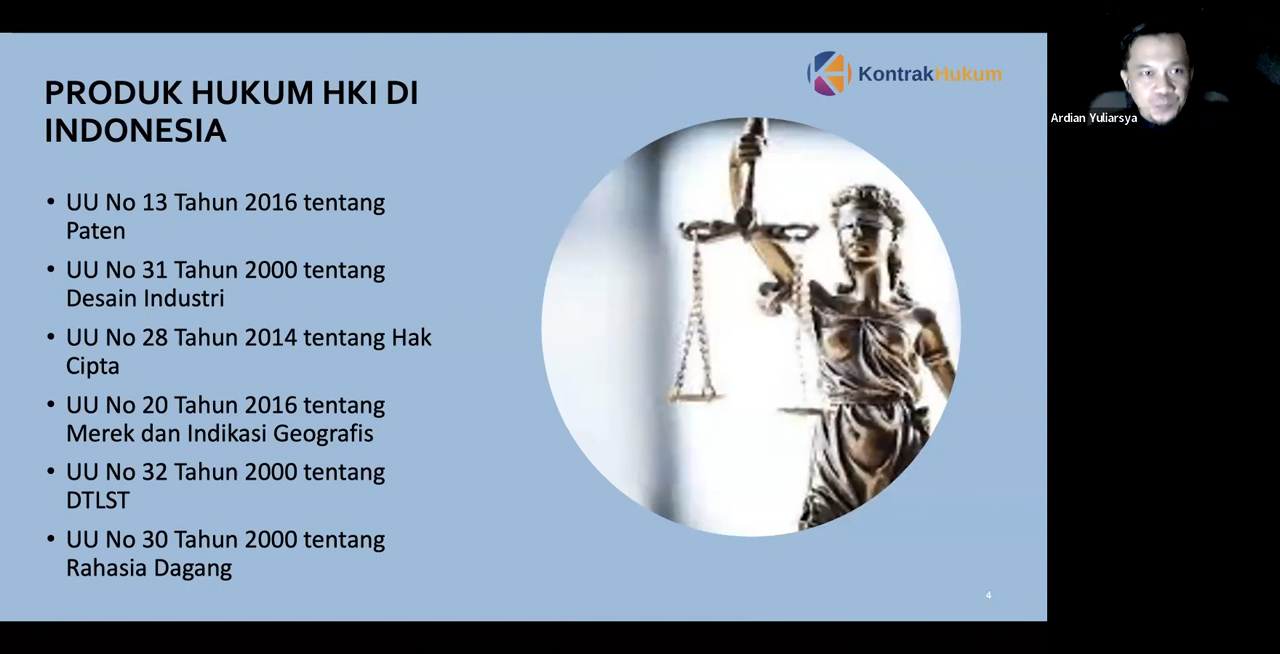 PRODUK HUKUM HKI DI
INDONESIA
KontrakHukum
• UU No 13 Tahun 2016 tentang
Paten
• UU No 31 Tahun 2000 tentang
Desain Industri
• UU No 28 Tahun 2014 tentang Hak
Cipta
• UU No 20 Tahun 2016 tentang
Merek dan Indikasi Geografis
• UU No 32 Tahun 2000 tentang
DTLST
• UU No 30 Tahun 2000 tentang
Rahasia Dagang
4
Ardian Yuliarsya